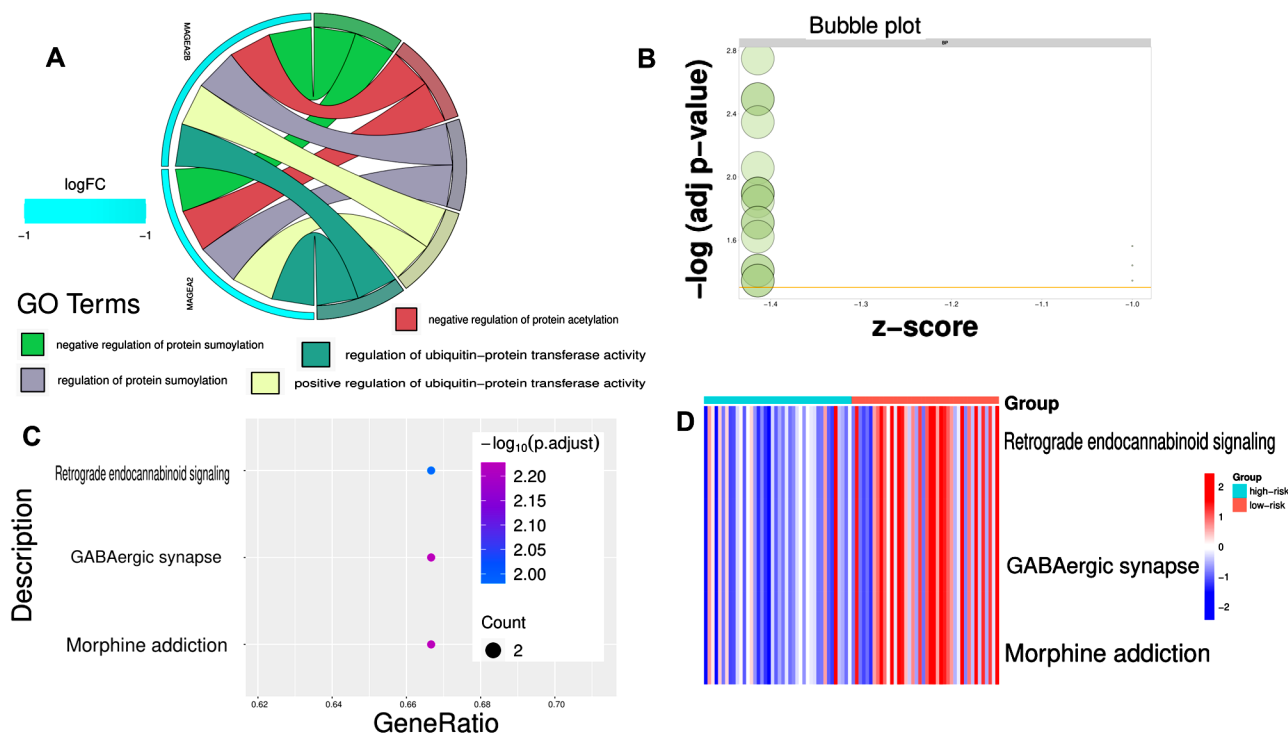 A
MAGEA2B
MAGEA2
logFC
−1
−1
GO Terms
negative regulation of protein acetylation
negative regulation of protein sumoylation
regulation of ubiquitin−protein transferase activity
regulation of protein sumoylation
positive regulation of ubiquitin−protein transferase activity
B
Bubble plot
BP
−log (adj p−value)
2.8
2.4
2.0
1.6
−1.4
−1.3
−1.2
−1.1
−1.0
z−score
C
Description
Retrograde endocannabinoid signaling
GABAergic synapse
Morphine addiction
0.62
0.64
0.66
0.68
0.70
GeneRatio
−log10(p.adjust)
2.20
2.15
2.10
2.05
2.00
Count
2
D
Group
Retrograde endocannabinoid signaling
GABAergic synapse
Morphine addiction
2
1
0
−1
−2
Group
high−risk
low−risk